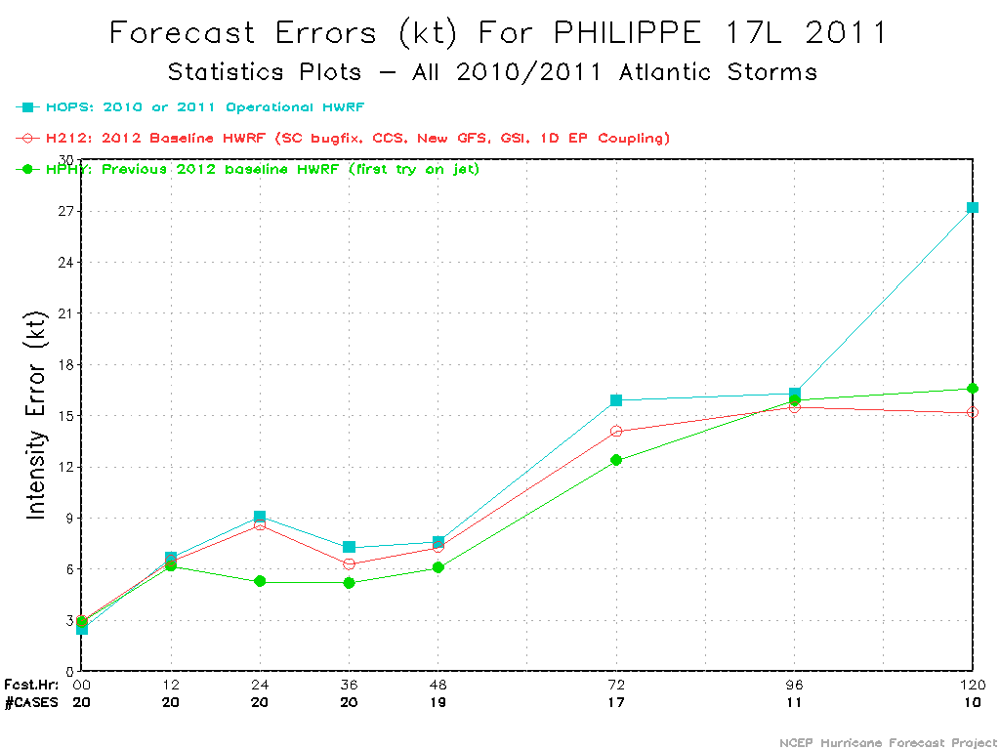 Forecast Errors (kt) For PHILIPPE 17L 2011
Statistics Plots - All 2010/2011 Atlantic Storms
HOPS: 2010 or 2011 Operational HWRF
H212: 2012 Baseline HWRF (SC bugfix, CCS, New GFS, GSI, 1D EP Coupling)
HPHY: Previous 2012 baseline HWRF (first try on jet)
Intensity Error (kt)
30
27
24
21
18
15
12
9
6
3
0
Fcst.Hr: 00 12 24 36 48 72 96 120
#CASES 20 20 20 20 19 17 11 10
NCEP Hurricane Forecast Project